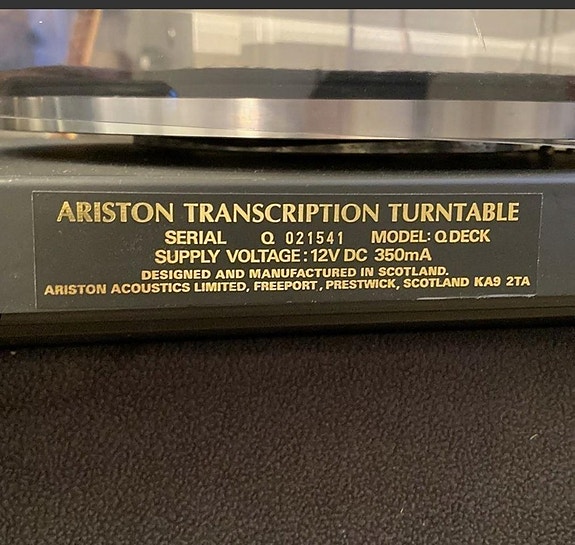 ARISTON TRANSCRIPTION TURNTABLE
SERIAL Q 021541 MODEL: Q DECK
SUPPLY VOLTAGE: 12V DC 350mA
DESIGNED AND MANUFACTURED IN SCOTLAND.
ARISTON ACOUSTICS LIMITED, FREEPORT, PRESTWICK, SCOTLAND KA9 2TA